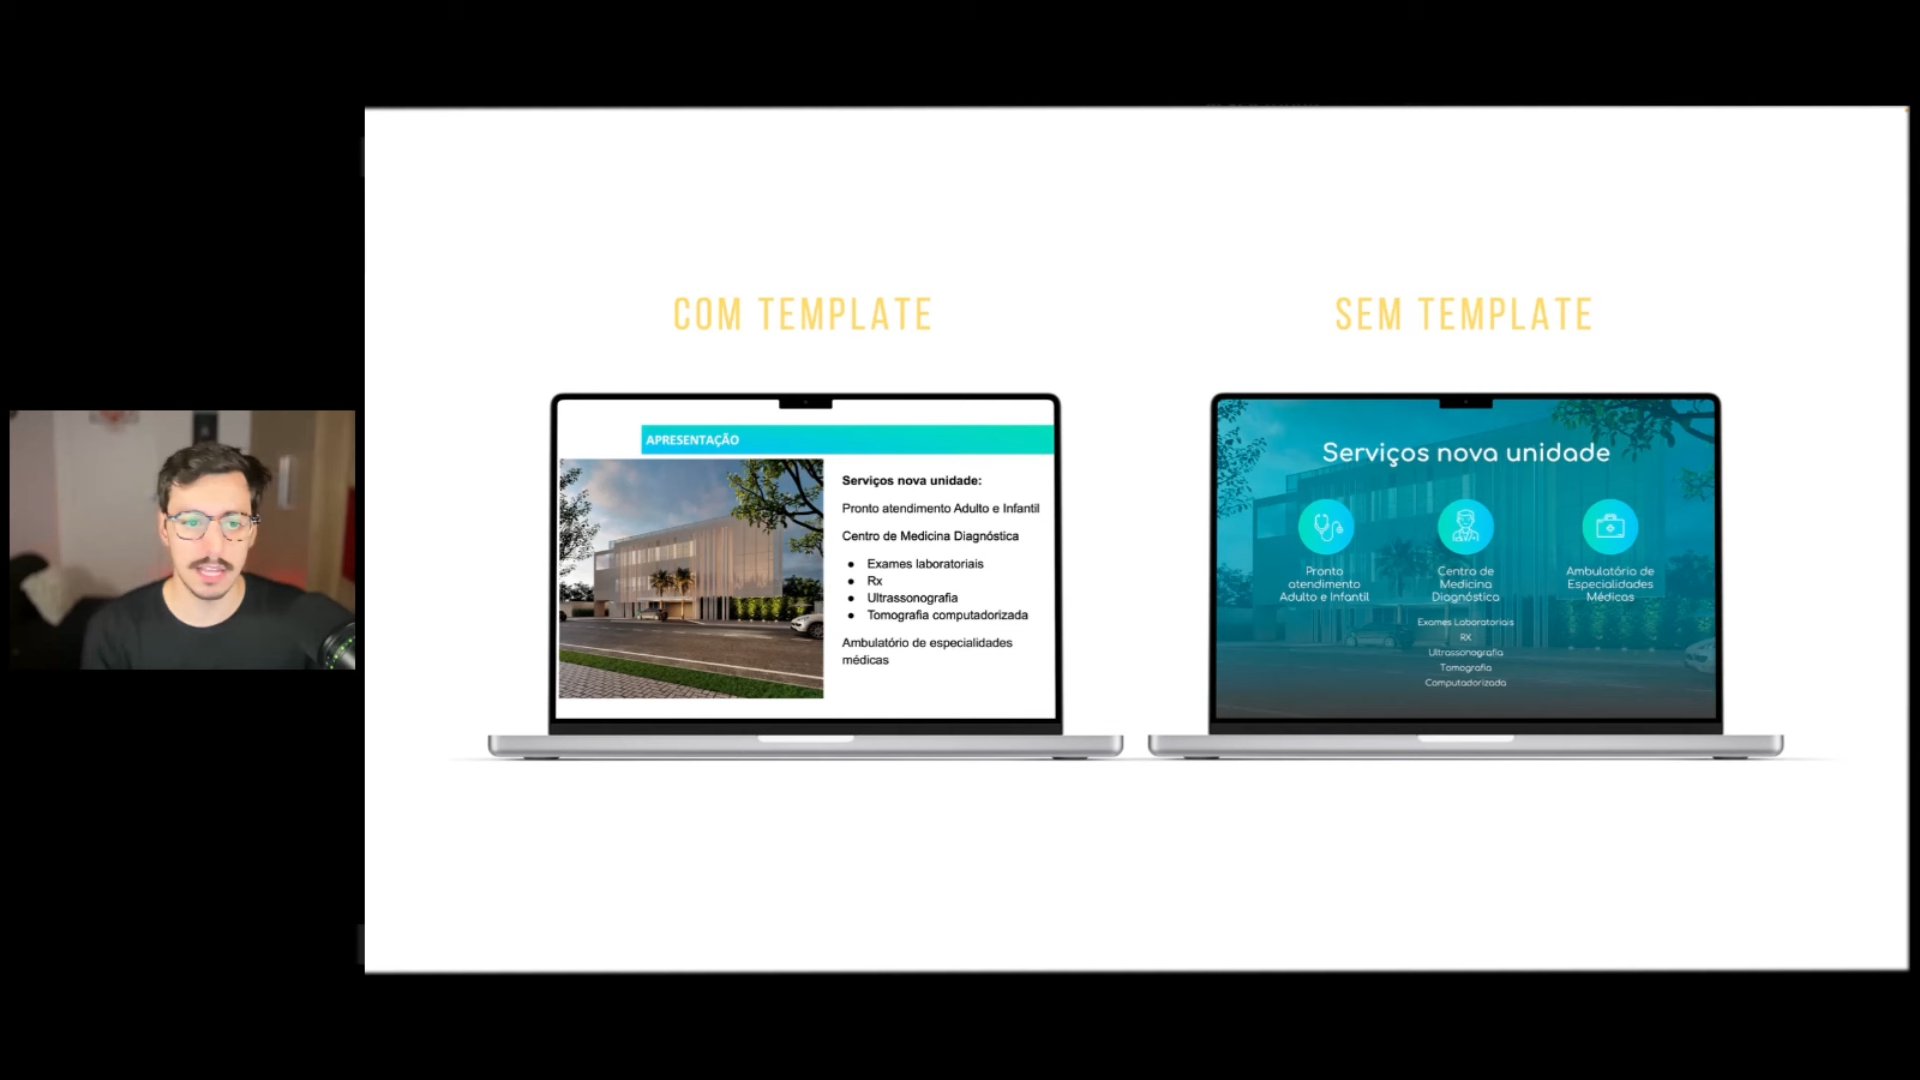 COM TEMPLATE
APRESENTAÇÃO
Serviços nova unidade:
Pronto atendimento Adulto e Infantil
Centro de Medicina Diagnóstica
● Exames laboratoriais
● Rx
● Ultrassonografia
● Tomografia computadorizada
Ambulatório de especialidades
médicas
SEM TEMPLATE
Serviços nova unidade
Pronto
atendimento
Adulto e Infantil
Centro de
Medicina
Diagnóstica
Exames Laboratoriais
RX
Ultrassonografia
Tomografia
Computadorizada
Ambulatório de
Especialidades
Médicas